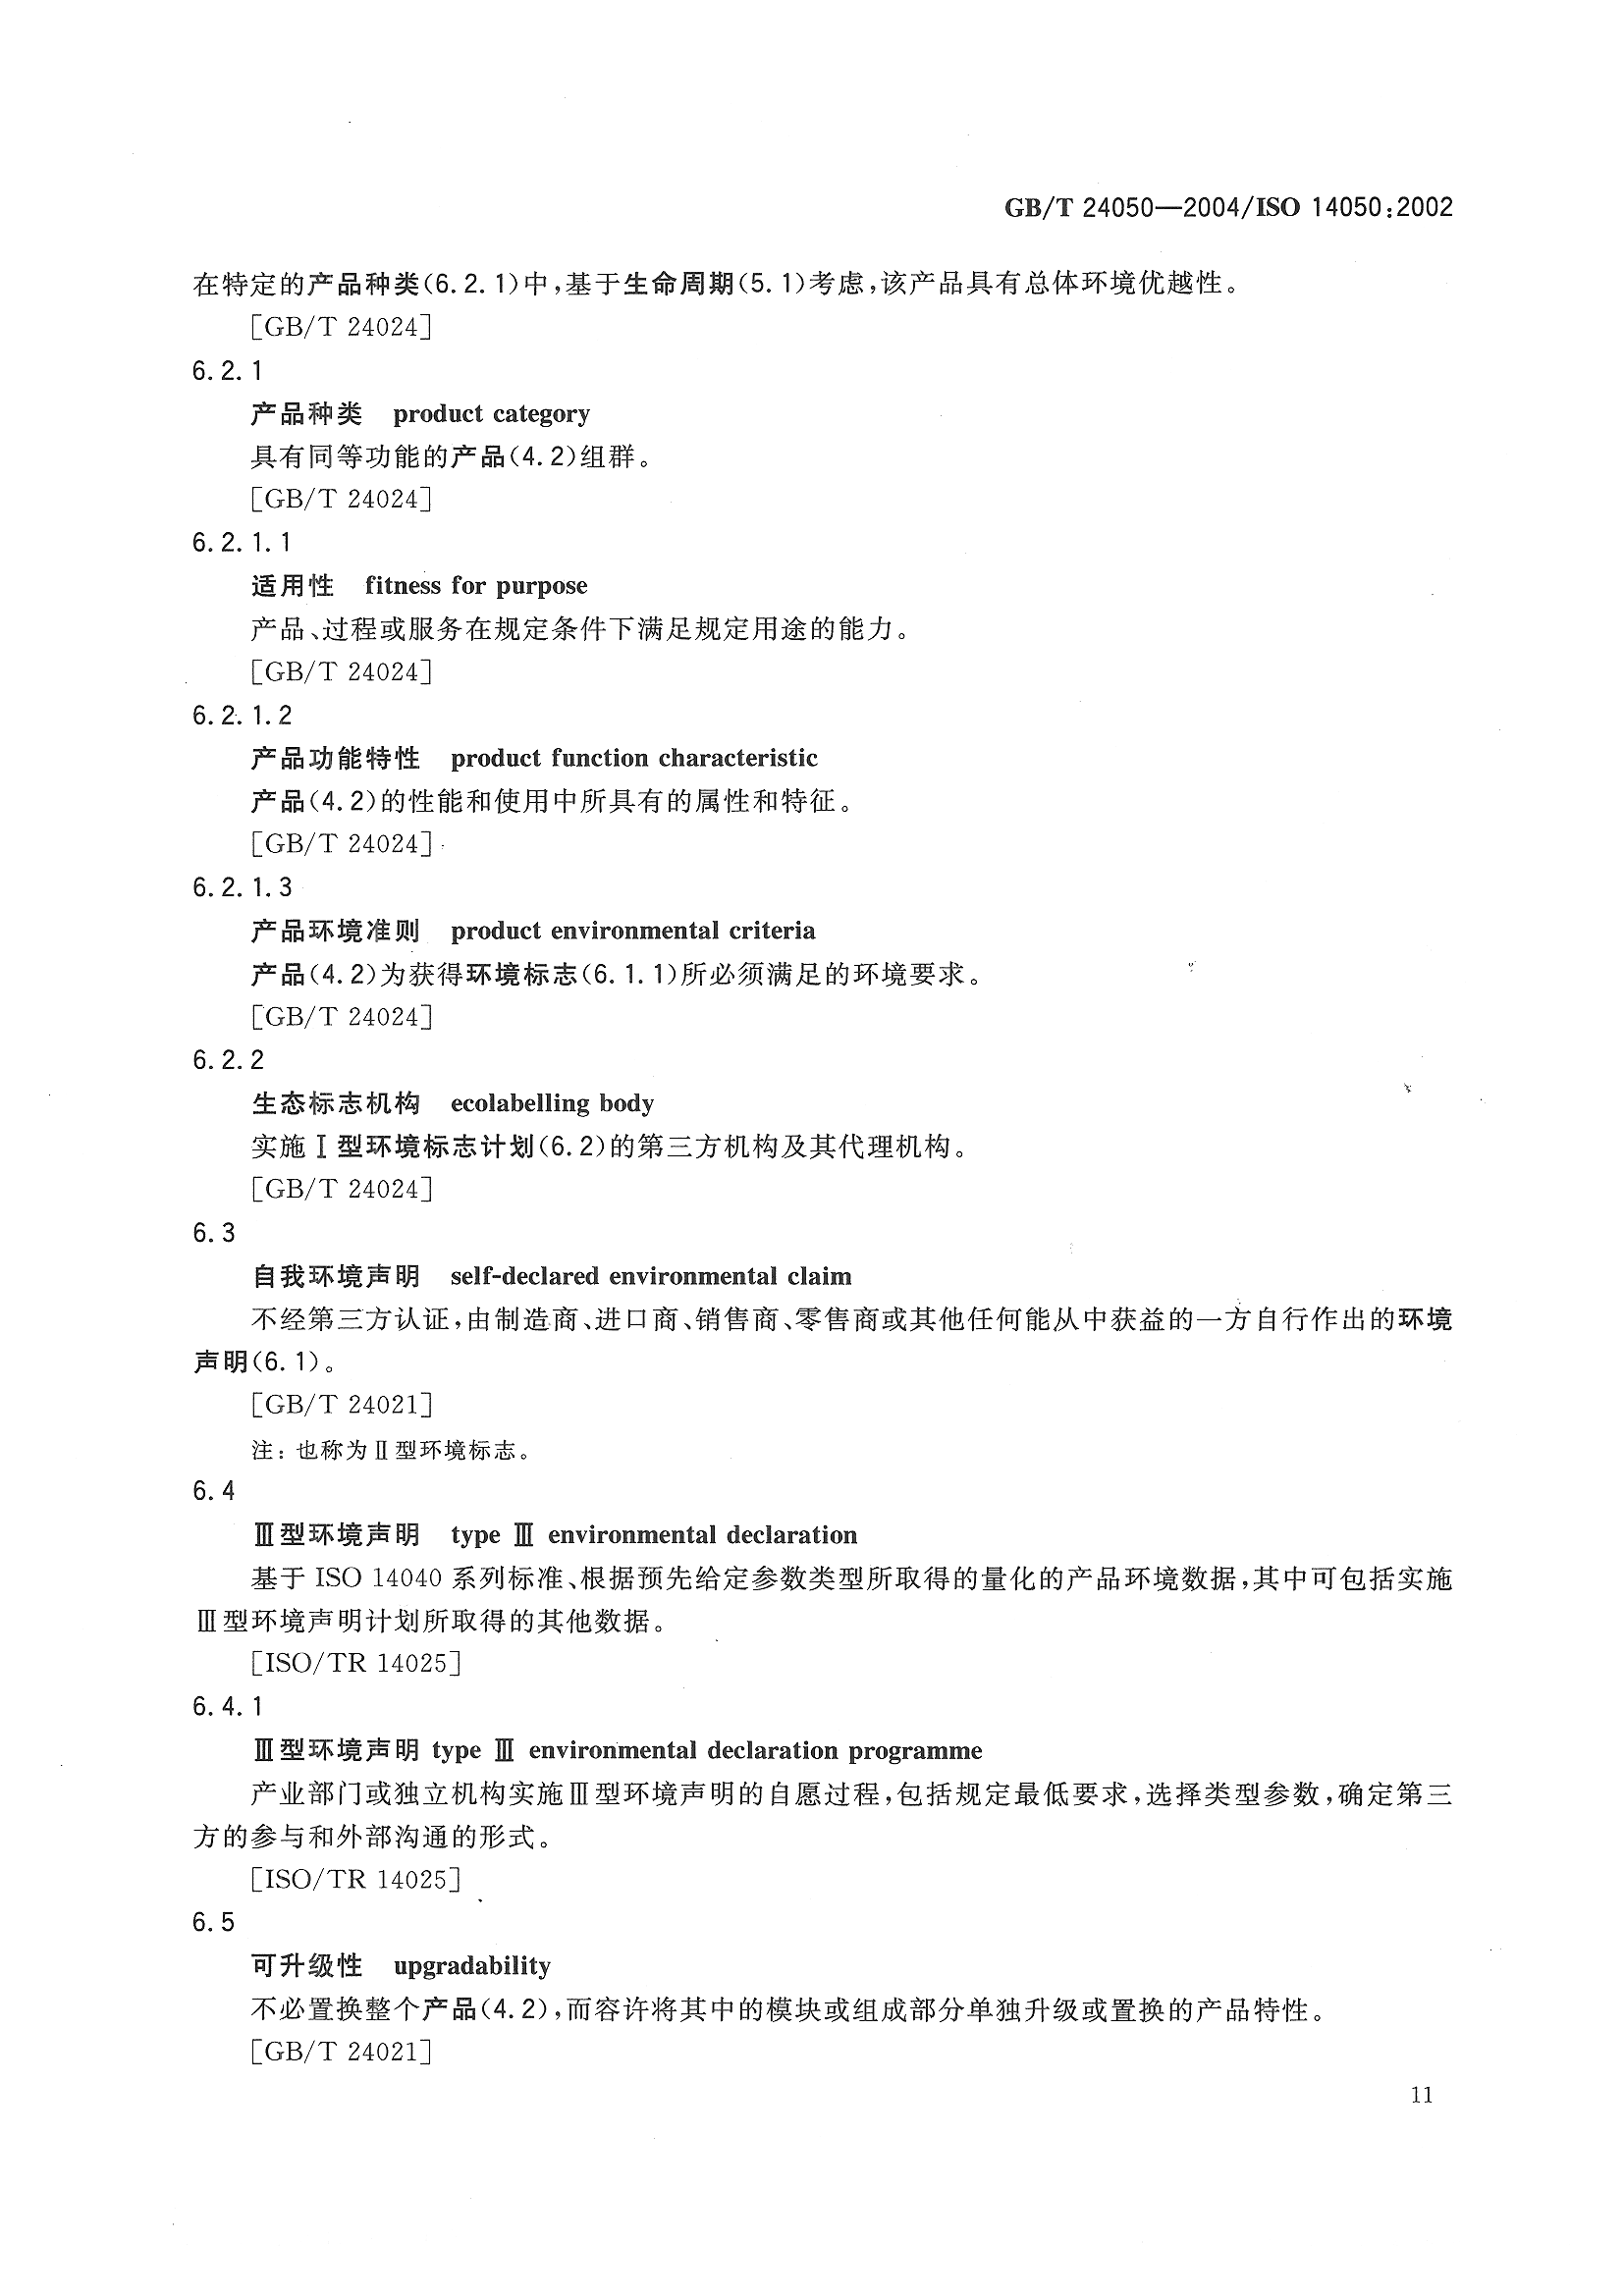 GB/T 24050—2004/ISO 14050:2002
在特定的产品种类(6.2.1)中,基于生命周期(5.1)考虑,该产品具有总体环境优越性。
[GB/T 24024]
6.2.1
产品种类 product category
具有同等功能的产品(4.2)组群。
[GB/T 24024]
6.2.1.1
适用性 fitness for purpose
产品、过程或服务在规定条件下满足规定用途的能力。
[GB/T 24024]
6.2.1.2
产品功能特性 product function characteristic
产品(4.2)的性能和使用中所具有的属性和特征。
[GB/T 24024]
6.2.1.3
产品环境准则 product environmental criteria
产品(4.2)为获得环境标志(6.1.1)所必须满足的环境要求。
[GB/T 24024]
6.2.2
生态标志机构 ecolabelling body
实施Ⅰ型环境标志计划(6.2)的第三方机构及其代理机构。
[GB/T 24024]
6.3
自我环境声明 self-declared environmental claim
不经第三方认证,由制造商、进口商、销售商、零售商或其他任何能从中获益的一方自行作出的环境
声明(6.1)。
[GB/T 24021]
注:也称为Ⅱ型环境标志。
6.4
Ⅲ型环境声明 type Ⅲ environmental declaration
基于 ISO 14040 系列标准、根据预先给定参数类型所取得的量化的产品环境数据,其中可包括实施
Ⅲ型环境声明计划所取得的其他数据。
[ISO/TR 14025]
6.4.1
Ⅲ型环境声明 type Ⅲ environmental declaration programme
产业部门或独立机构实施Ⅲ型环境声明的自愿过程,包括规定最低要求,选择类型参数,确定第三
方的参与和外部沟通的形式。
[ISO/TR 14025]
6.5
可升级性 upgradability
不必置换整个产品(4.2),而容许将其中的模块或组成部分单独升级或置换的产品特性。
[GB/T 24021]
11